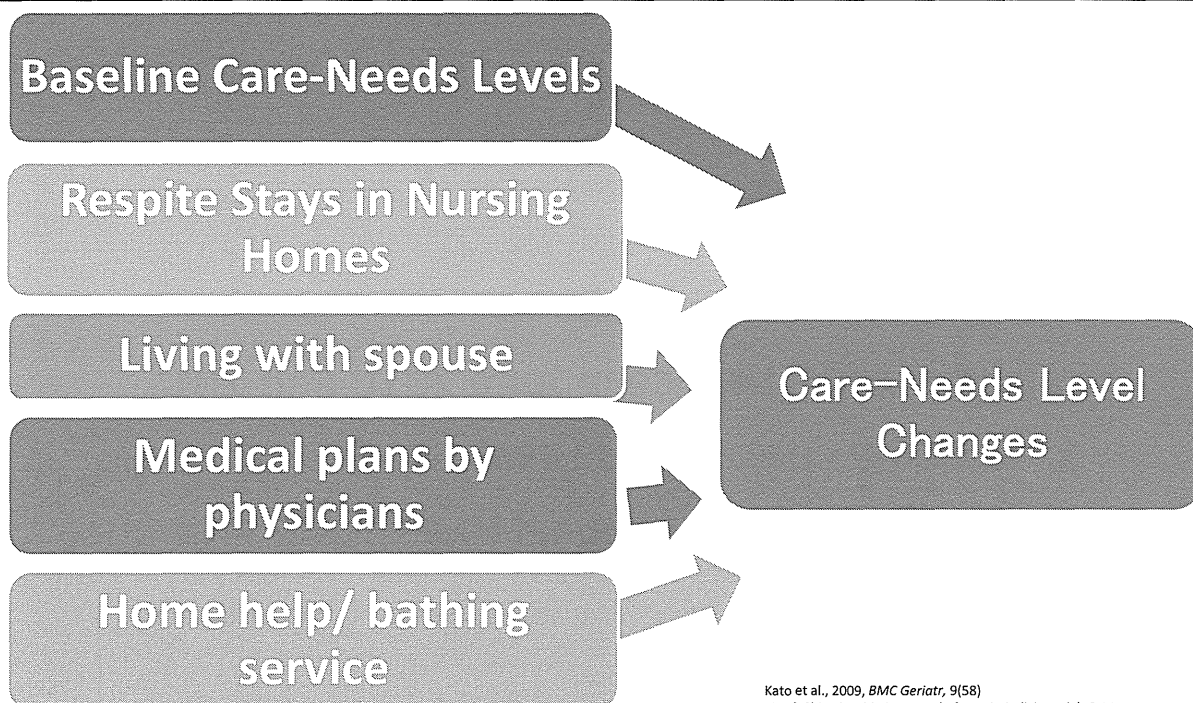 Baseline Care-Needs Levels
Respite Stays in Nursing
Homes
Living with spouse
Medical plans by
physicians
Home help/ bathing
service
Care-Needs Level
Changes
Kato et al., 2009, BMC Geriatr, 9(58)